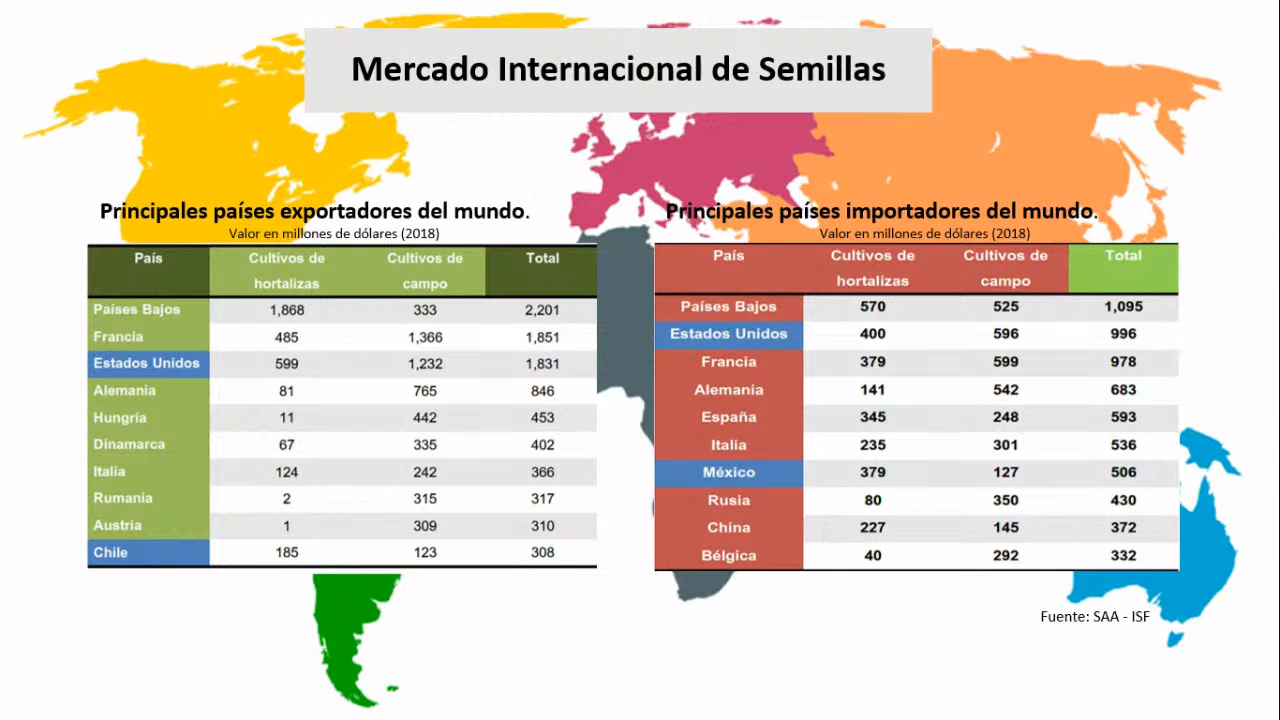 Mercado Internacional de Semillas
Principales países exportadores del mundo.
Valor en millones de dólares (2018)
País Cultivos de hortalizas Cultivos de campo Total
Países Bajos 1,868 333 2,201
Francia 485 1,366 1,851
Estados Unidos 599 1,232 1,831
Alemania 81 765 846
Hungría 11 442 453
Dinamarca 67 335 402
Italia 124 242 366
Rumania 2 315 317
Austria 1 309 310
Chile 185 123 308
Principales países importadores del mundo.
Valor en millones de dólares (2018)
País Cultivos de hortalizas Cultivos de campo Total
Países Bajos 570 525 1,095
Estados Unidos 400 596 996
Francia 379 599 978
Alemania 141 542 683
España 345 248 593
Italia 235 301 536
México 379 127 506
Rusia 80 350 430
China 227 145 372
Bélgica 40 292 332
Fuente: SAA - ISF